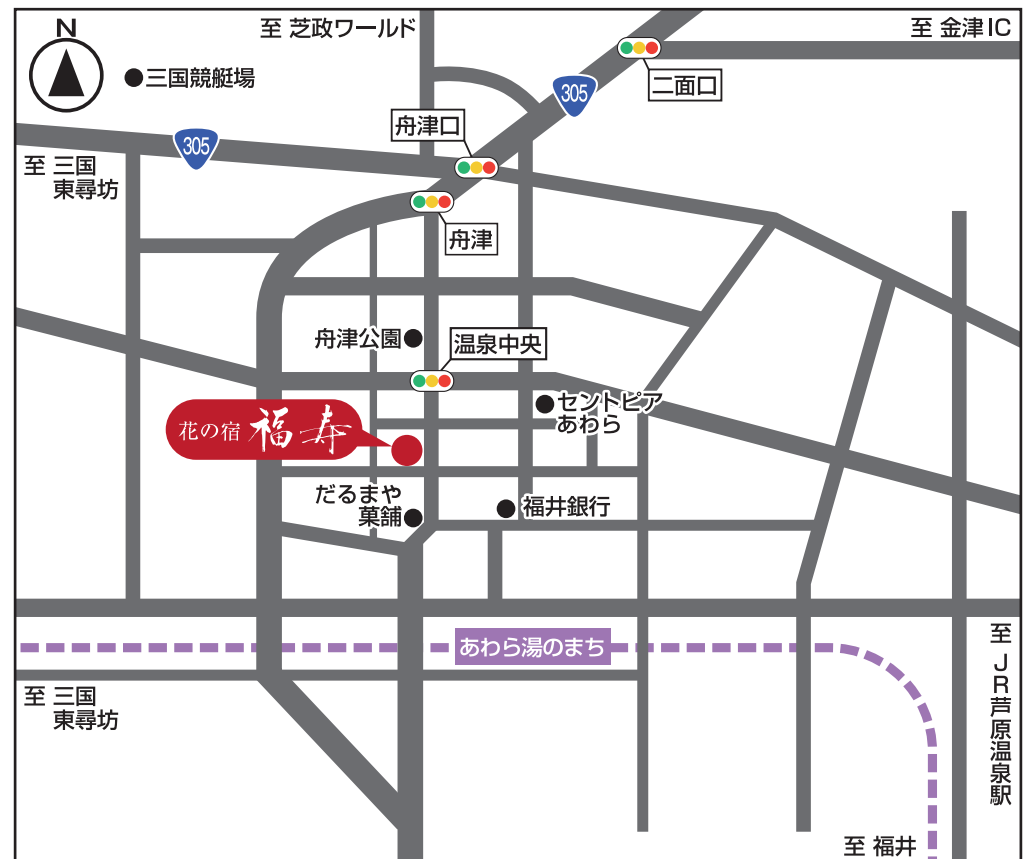 N
至 芝政ワールド
至 金津IC
三国競艇場
二面口
305
舟津口
305
至 三国
東尋坊
舟津
舟津公園
温泉中央
セントピア
あわら
花の宿 福寿
だるまや
菓舗
福井銀行
あわら湯のまち
至 JR芦原温泉駅
至 三国
東尋坊
至 福井